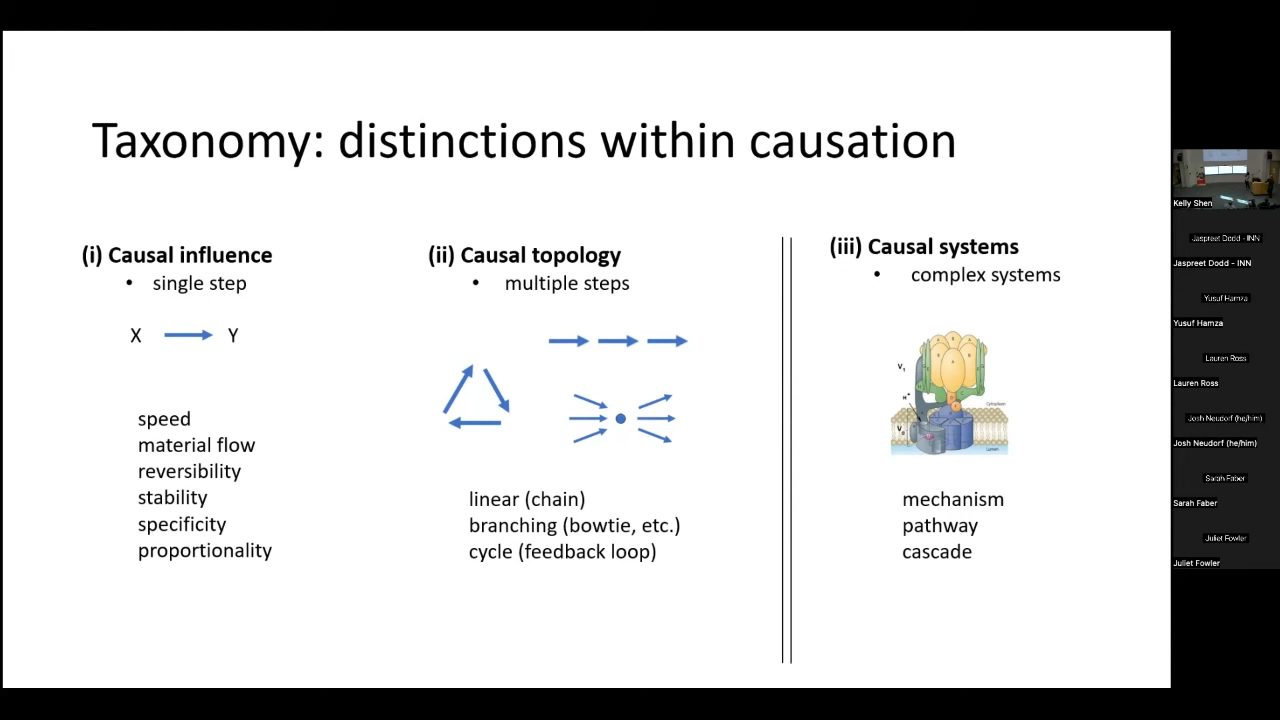 Taxonomy: distinctions within causation
(i) Causal influence
• single step
X Y
speed
material flow
reversibility
stability
specificity
proportionality
(ii) Causal topology
• multiple steps
linear (chain)
branching (bowtie, etc.)
cycle (feedback loop)
(iii) Causal systems
• complex systems
V₁
H⁺
Cytoplasm
Lumen
mechanism
pathway
cascade
Kelly Shen
Jaspreet Dodd - INN
Jaspreet Dodd - INN
Yusuf Hamza
Yusuf Hamza
Lauren Ross
Lauren Ross
Josh Neudorf (he/him)
Josh Neudorf (he/him)
Sarah Faber
Sarah Faber
Juliet Fowler
Juliet Fowler